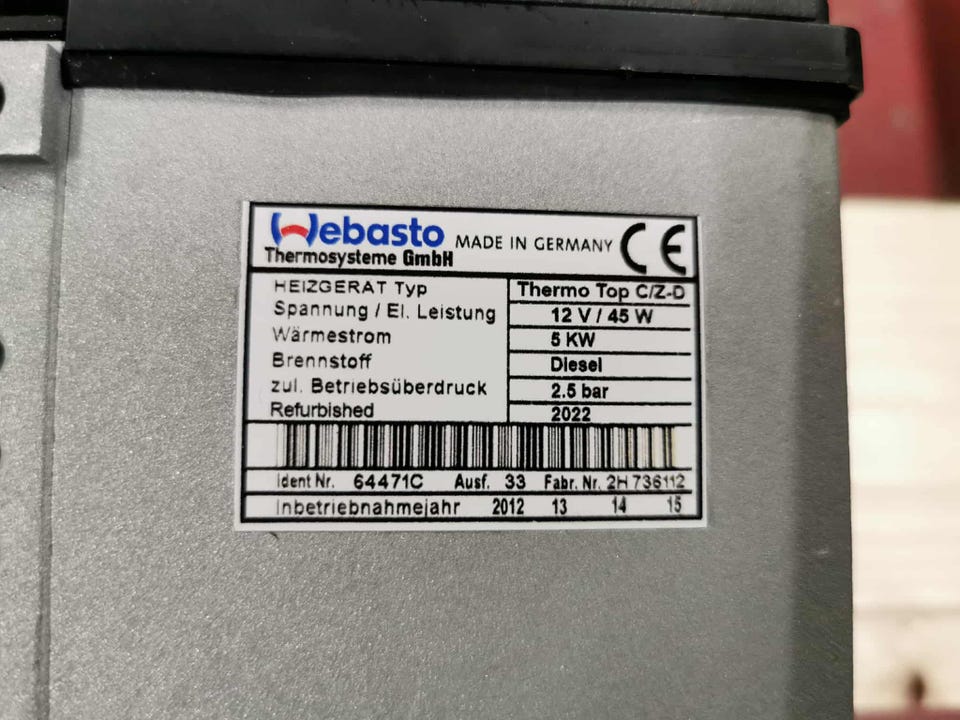 Webasto MADE IN GERMANY CE
Thermosysteme GmbH
HEIZGERAT Typ Thermo Top C/Z-D
Spannung / El. Leistung 12 V / 45 W
Wärmestrom 5 KW
Brennstoff Diesel
zul. Betriebsüberdruck 2.5 bar
Refurbished 2022
Ident Nr. 64471C Ausf. 33 Fabr. Nr. 2H 736112
Inbetriebnahmejahr 2012 13 14 15